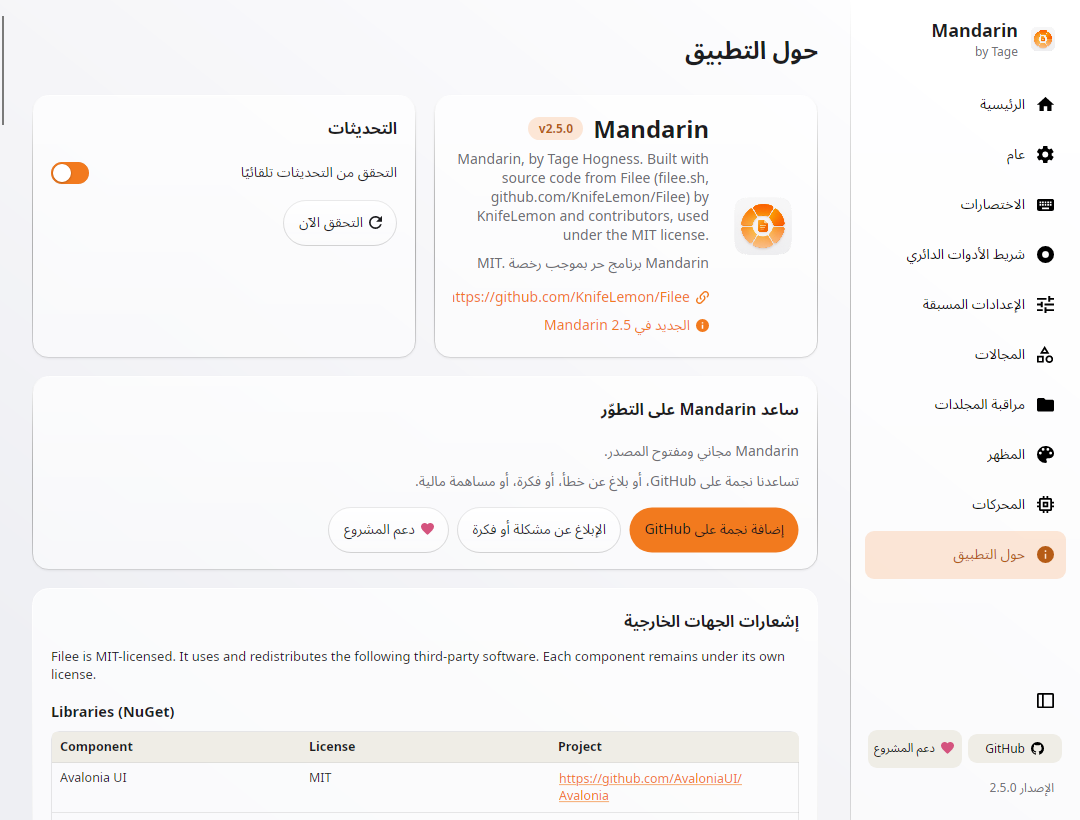 Mandarin
by Tage
الرئيسية
عام
الاختصارات
شريط الأدوات الدائري
الإعدادات المسبقة
المجالات
مراقبة المجلدات
المظهر
المحركات
حول التطبيق
GitHub
دعم المشروع
الإصدار 2.5.0
حول التطبيق
Mandarin v2.5.0
Mandarin, by Tage Hogness. Built with
source code from Filee (filee.sh,
github.com/KnifeLemon/Filee) by
KnifeLemon and contributors, used
under the MIT license.
Mandarin برنامج حر بموجب رخصة MIT.
ttps://github.com/KnifeLemon/Filee
الجديد في Mandarin 2.5
التحديثات
التحقق من التحديثات تلقائيًا
التحقق الآن
ساعد Mandarin على التطوّر
Mandarin مجاني ومفتوح المصدر.
تساعدنا نجمة على GitHub، أو بلاغ عن خطأ، أو فكرة، أو مساهمة مالية.
إضافة نجمة على GitHub
الإبلاغ عن مشكلة أو فكرة
دعم المشروع
إشعارات الجهات الخارجية
Filee is MIT-licensed. It uses and redistributes the following third-party software. Each component remains under its own
license.
Libraries (NuGet)
Component License Project
Avalonia UI MIT https://github.com/AvaloniaUI/
Avalonia